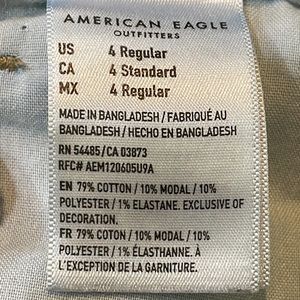 AMERICAN EAGLE
OUTFITTERS
US 4 Regular
CA 4 Standard
MX 4 Regular
MADE IN BANGLADESH / FABRIQUÉ AU
BANGLADESH / HECHO EN BANGLADESH
RN 54485/CA 03873
RFC# AEM120605U9A
EN 79% COTTON / 10% MODAL / 10%
POLYESTER / 1% ELASTANE. EXCLUSIVE OF
DECORATION.
FR 79% COTTON / 10% MODAL / 10%
POLYESTER / 1% ÉLASTHANNE. À
L'EXCEPTION DE LA GARNITURE.